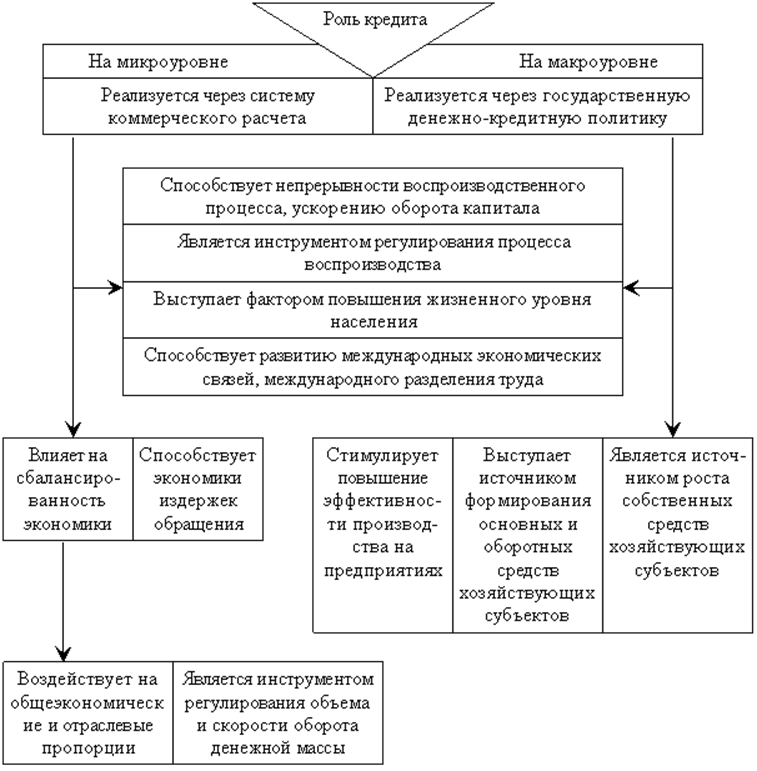 Роль кредита
На микроуровне
На макроуровне
Реализуется через систему
коммерческого расчета
Реализуется через государственную
денежно-кредитную политику
Способствует непрерывности воспроизводственного
процесса, ускорению оборота капитала
Является инструментом регулирования процесса
воспроизводства
Выступает фактором повышения жизненного уровня
населения
Способствует развитию международных экономических
связей, международного разделения труда
Влияет на
сбалансиро-
ванность
экономики
Способствует
экономики
издержек
обращения
Стимулирует
повышение
эффективнос-
ти производ-
ства на
предприятиях
Выступает
источником
формирования
основных и
оборотных
средств
хозяйствующих
субъектов
Является источ-
ником роста
собственных
средств
хозяйствующих
субъектов
Воздействует на
общеэкономическ
ие и отраслевые
пропорции
Является инструментом
регулирования объема
и скорости оборота
денежной массы